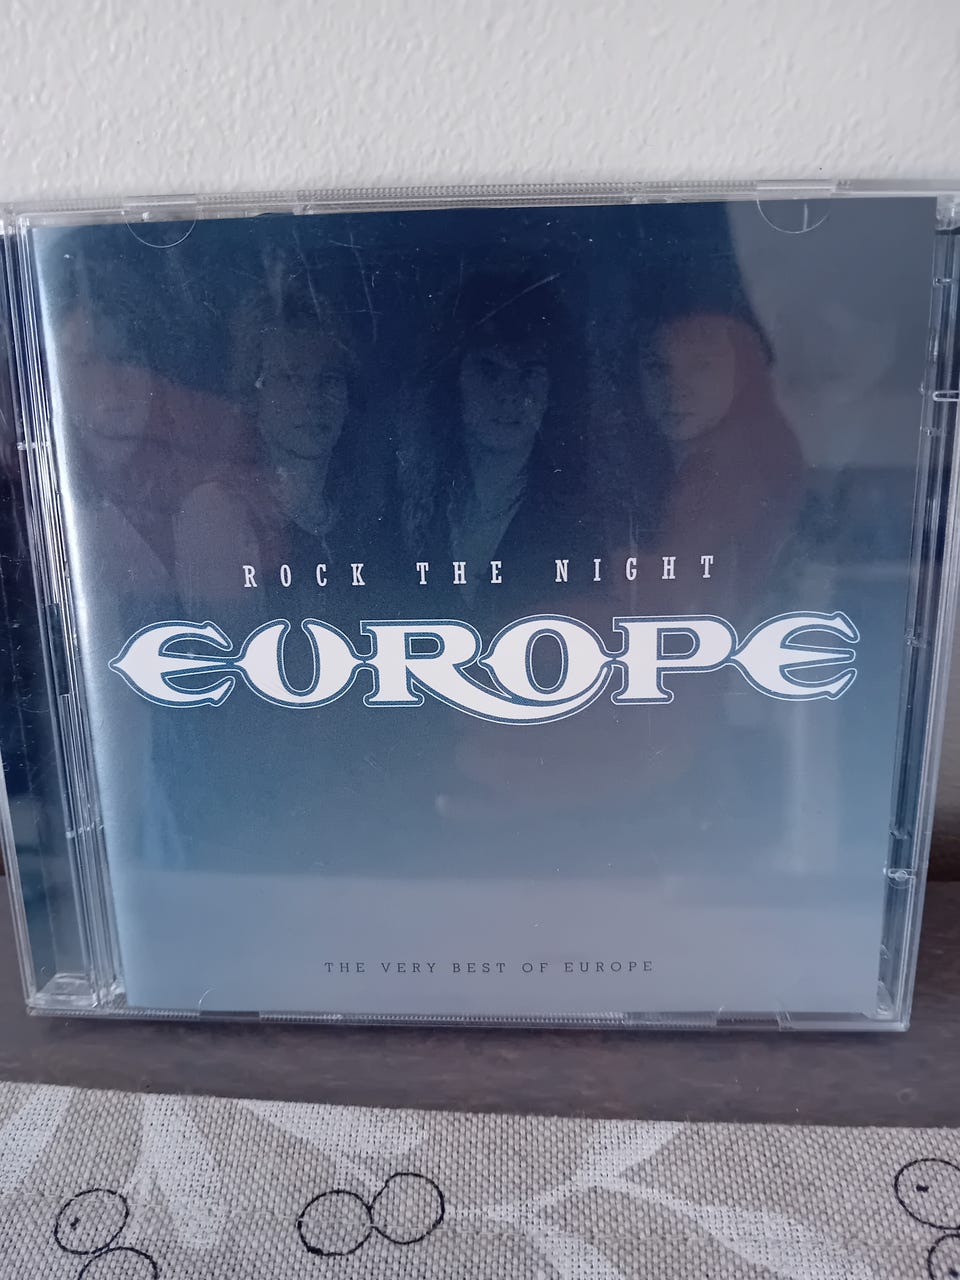 ROCK THE NIGHT
EUROPE
THE VERY BEST OF EUROPE